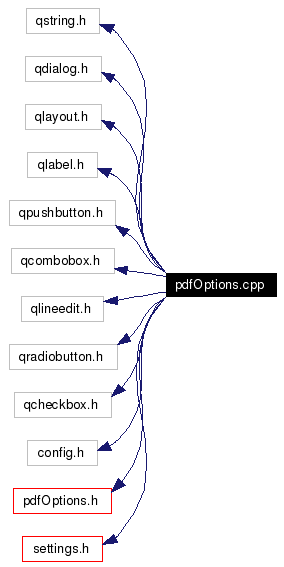 qstring.h
qdialog.h
qlayout.h
qlabel.h
qpushbutton.h
qcombobox.h
pdfOptions.cpp
qlineedit.h
qradiobutton.h
qcheckbox.h
config.h
pdfOptions.h
settings.h